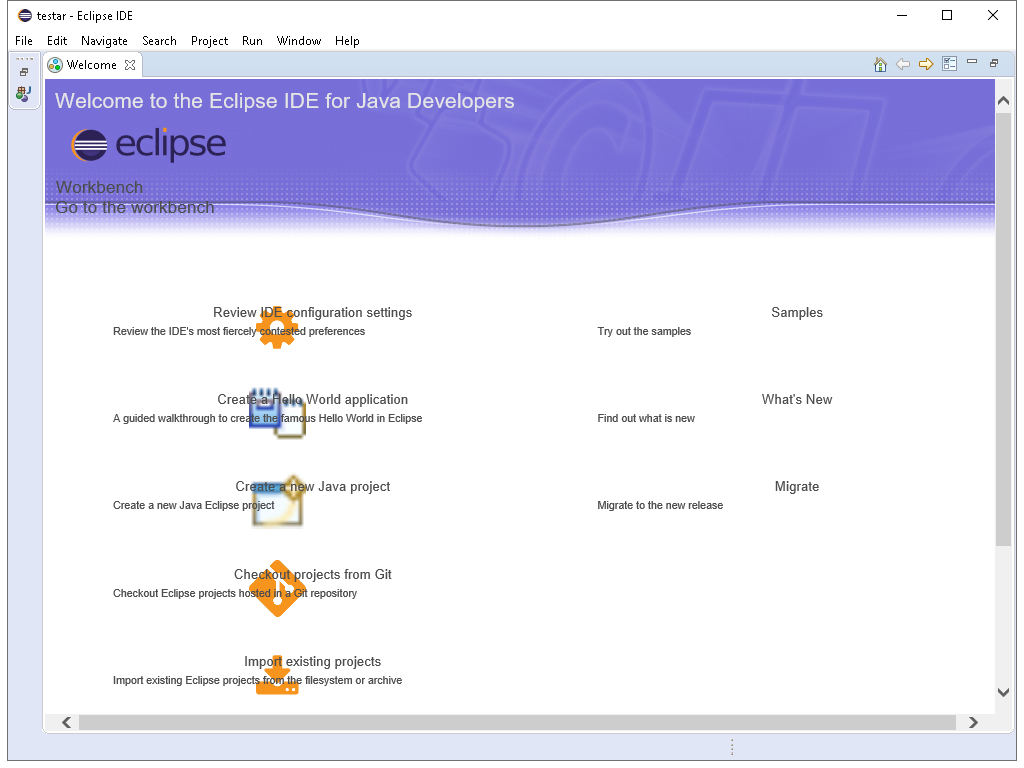 testar - Eclipse IDE
File Edit Navigate Search Project Run Window Help
Welcome
Welcome to the Eclipse IDE for Java Developers
eclipse
Workbench
Go to the workbench
Review IDE configuration settings
Review the IDE's most fiercely contested preferences
Samples
Try out the samples
Create a Hello World application
A guided walkthrough to create the famous Hello World in Eclipse
What's New
Find out what is new
Create a new Java project
Create a new Java Eclipse project
Migrate
Migrate to the new release
Checkout projects from Git
Checkout Eclipse projects hosted in a Git repository
Import existing projects
Import existing Eclipse projects from the filesystem or archive